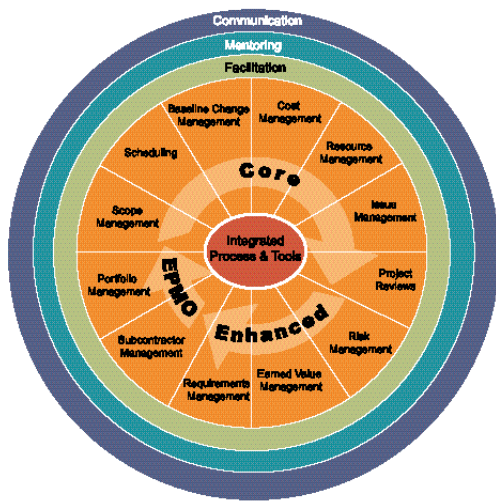 Communication
Mentoring
Facilitation
Baseline Change
Management
Cost
Management
Scheduling
Resource
Management
Core
Scope
Management
Issue
Management
Integrated
Process & Tools
Portfolio
Management
EPMO
Project
Reviews
Enhanced
Subcontractor
Management
Risk
Management
Requirements
Management
Earned Value
Management